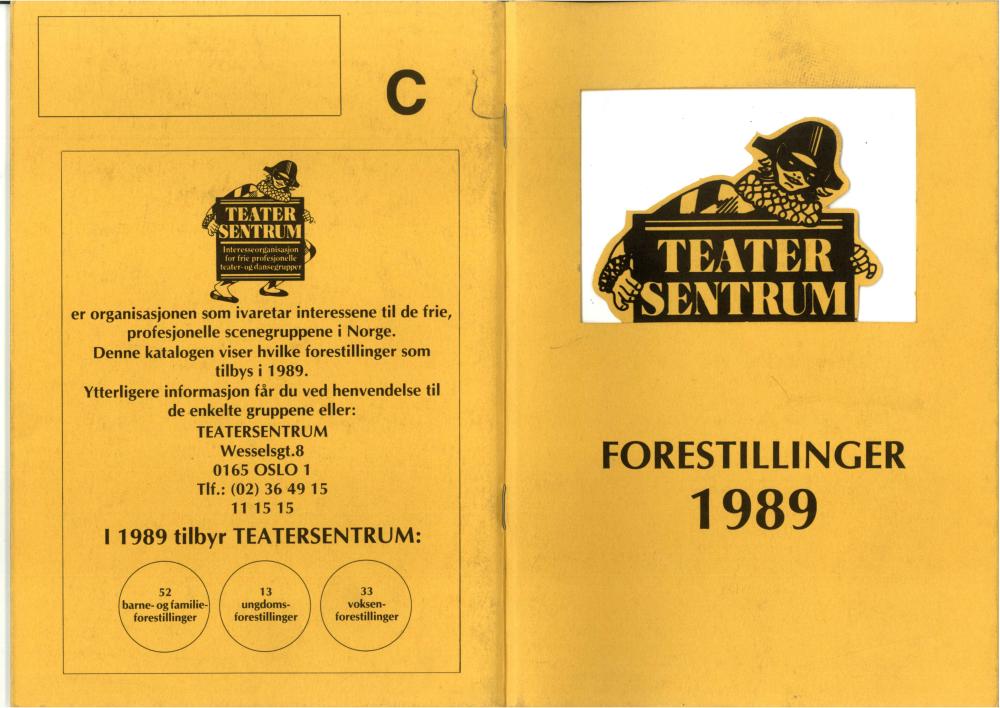 C
TEATER
SENTRUM
Interesseorganisasjon
for frie profesjonelle
teater- og dansegrupper
er organisasjonen som ivaretar interessene til de frie,
profesjonelle scenegruppene i Norge.
Denne katalogen viser hvilke forestillinger som
tilbys i 1989.
Ytterligere informasjon får du ved henvendelse til
de enkelte gruppene eller:
TEATERSENTRUM
Wesselsgt.8
0165 OSLO 1
Tlf.: (02) 36 49 15
11 15 15
I 1989 tilbyr TEATERSENTRUM:
52
barne- og familie-
forestillinger
13
ungdoms-
forestillinger
33
voksen-
forestillinger
TEATER
SENTRUM
FORESTILLINGER
1989